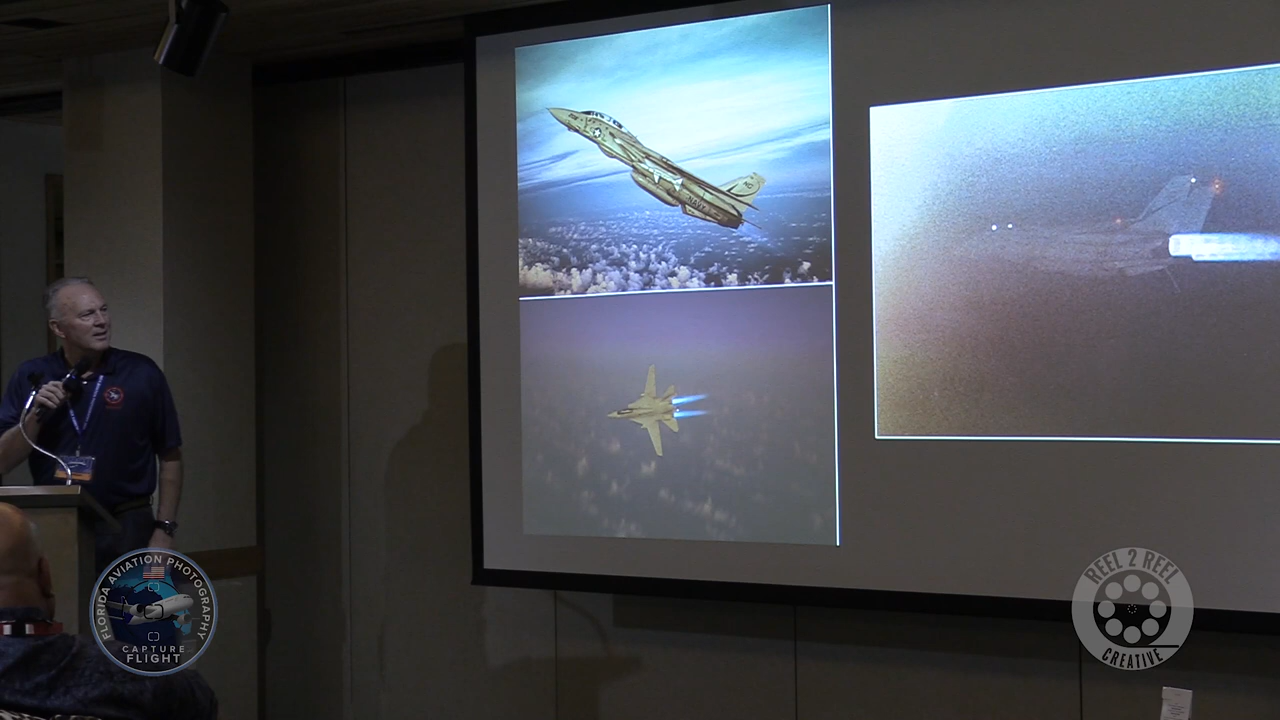 NAVY
FLORIDA AVIATION PHOTOGRAPHY
CAPTURE
FLIGHT
REEL 2 REEL
CREATIVE